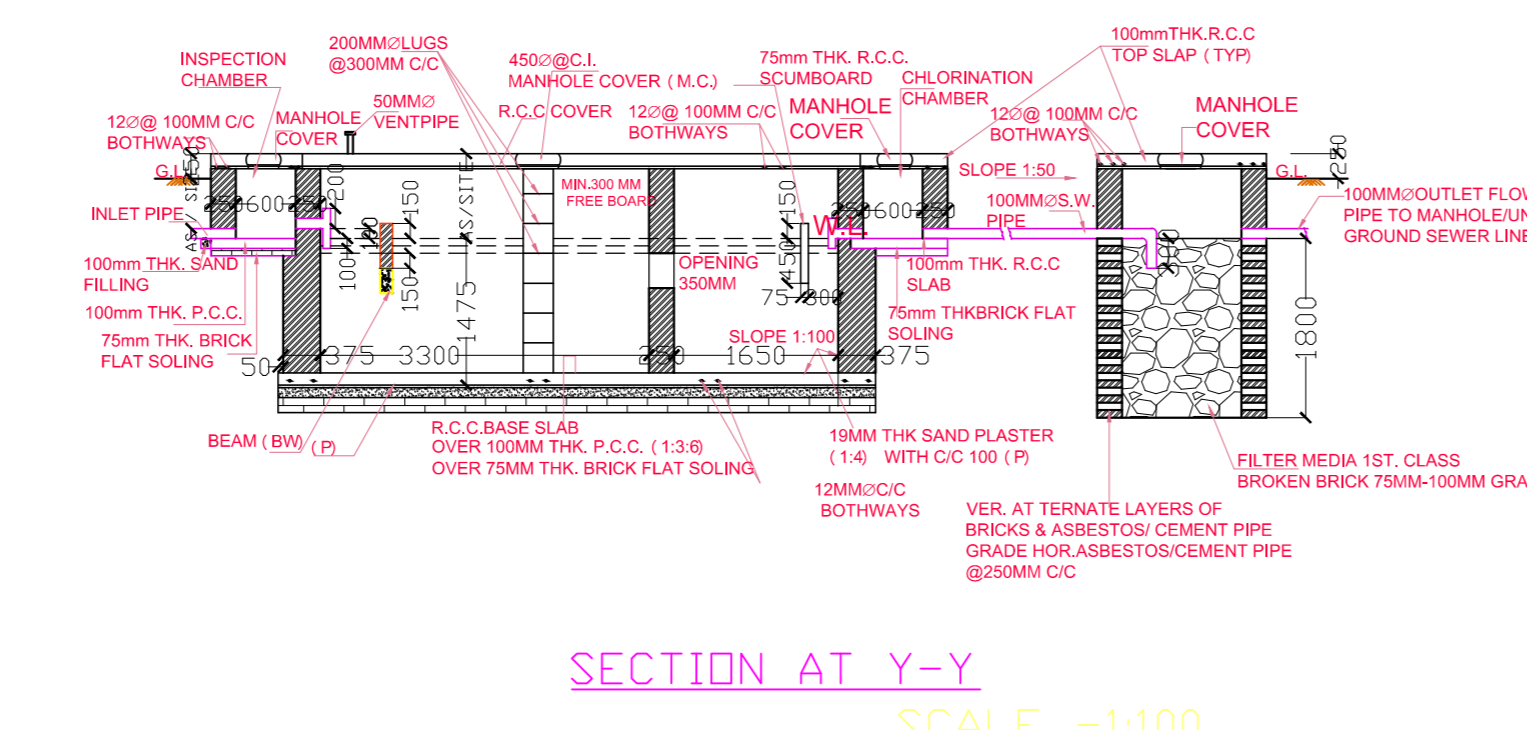 INSPECTION
CHAMBER
200MMØLUGS
@300MM C/C
450Ø@C.I.
MANHOLE COVER ( M.C.)
75mm THK. R.C.C.
SCUMBOARD
CHLORINATION
CHAMBER
100mmTHK.R.C.C
TOP SLAP ( TYP)
12Ø@ 100MM C/C
BOTHWAYS
MANHOLE
COVER
50MMØ
VENTPIPE
R.C.C COVER
12Ø@ 100MM C/C
BOTHWAYS
MANHOLE
COVER
12Ø@ 100MM C/C
BOTHWAYS
MANHOLE
COVER
G.L.
AS/ SITE
AS/SITE
MIN.300 MM
FREE BOARD
SLOPE 1:50
G.L.
250
INLET PIPE
250
600
250
200
150
100
150
W.L.
250
600
250
100MMØS.W.
PIPE
100MMØOUTLET FLOW
PIPE TO MANHOLE/UN
GROUND SEWER LINE
100mm THK. SAND
FILLING
100
150
1475
OPENING
350MM
450
75
300
100mm THK. R.C.C
SLAB
300
100mm THK. P.C.C.
75mm THK. BRICK
FLAT SOLING
75mm THKBRICK FLAT
SOLING
SLOPE 1:100
1800
50
375
3300
250
1650
375
BEAM ( BW)
( P)
R.C.C.BASE SLAB
OVER 100MM THK. P.C.C. ( 1:3:6)
OVER 75MM THK. BRICK FLAT SOLING
19MM THK SAND PLASTER
( 1:4) WITH C/C 100 ( P)
12MMØC/C
BOTHWAYS
FILTER MEDIA 1ST. CLASS
BROKEN BRICK 75MM-100MM GRA
VER. AT TERNATE LAYERS OF
BRICKS & ASBESTOS/ CEMENT PIPE
GRADE HOR.ASBESTOS/CEMENT PIPE
@250MM C/C
SECTION AT Y-Y
SCALE -1:100